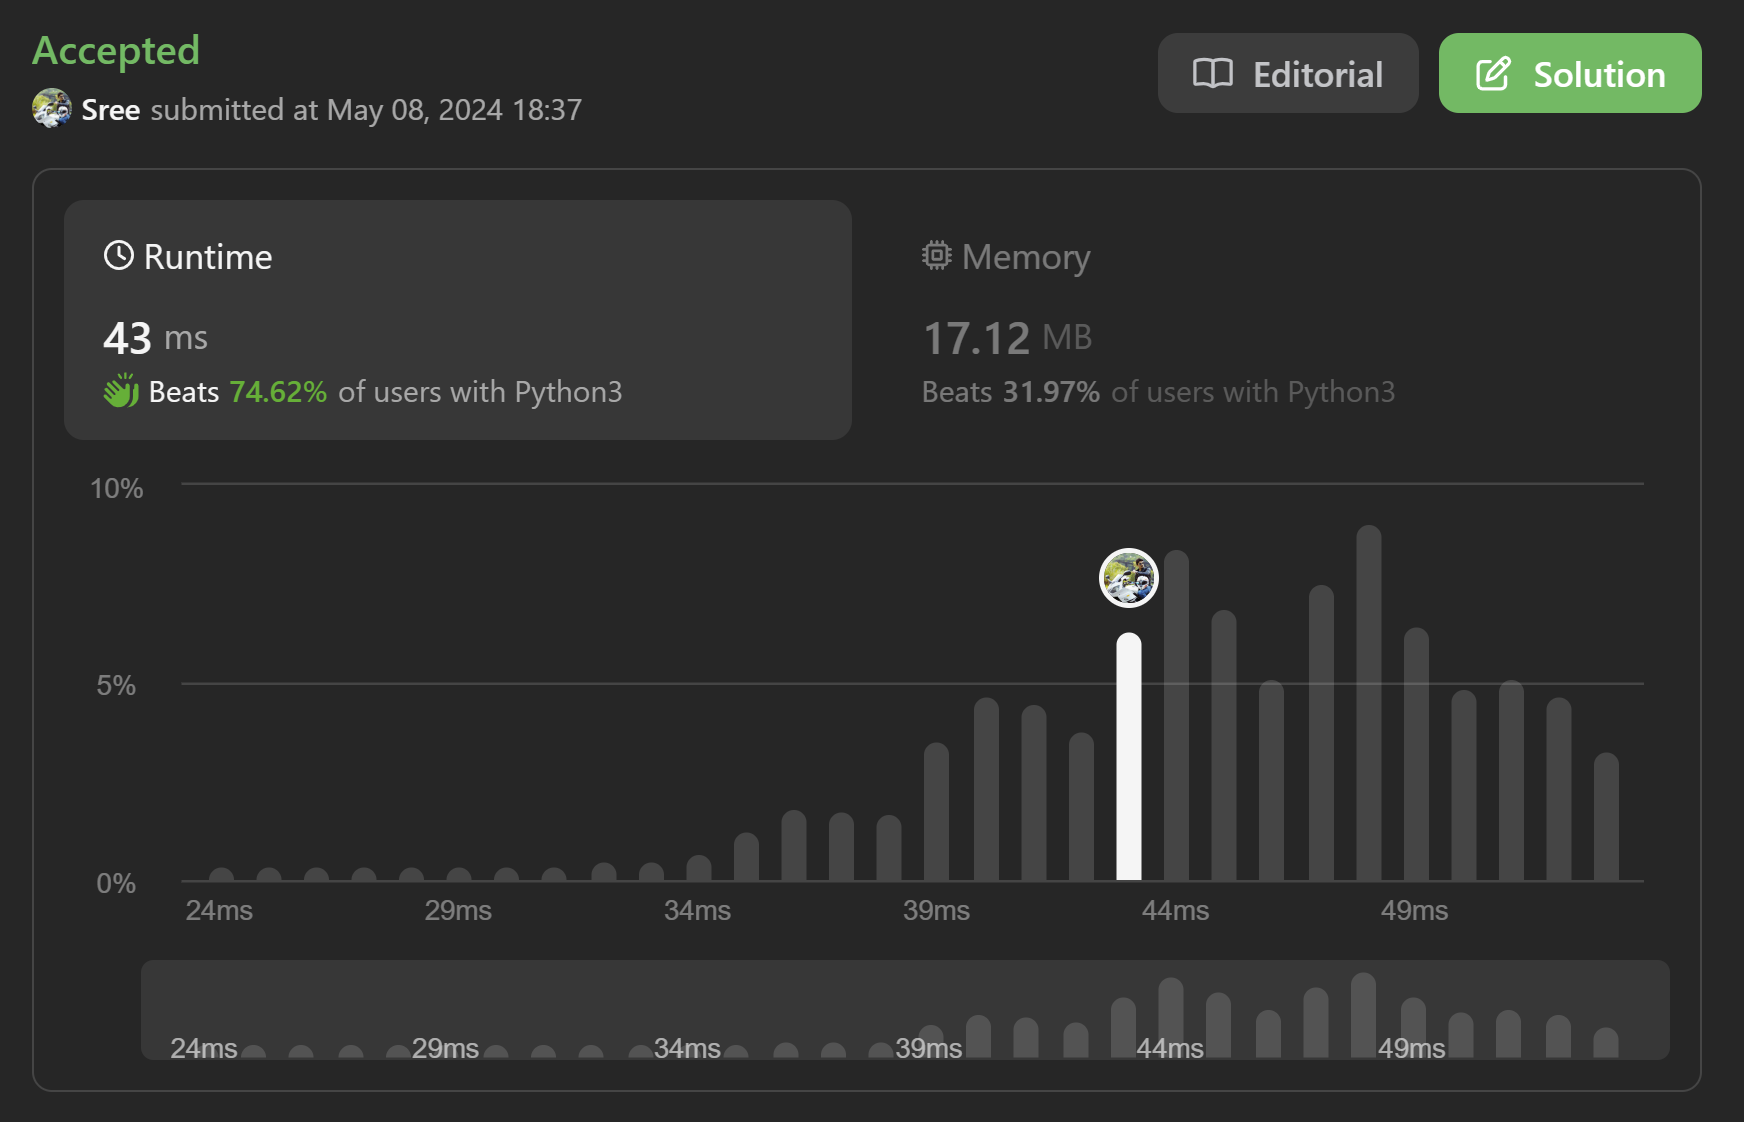 Accepted
Sree submitted at May 08, 2024 18:37
Editorial
Solution
Runtime
43 ms
Beats 74.62% of users with Python3
Memory
17.12 MB
Beats 31.97% of users with Python3
10%
5%
0%
24ms 29ms 34ms 39ms 44ms 49ms
24ms 29ms 34ms 39ms 44ms 49ms